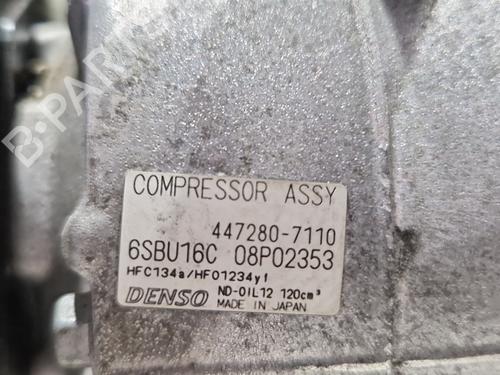 B-PARTS
COMPRESSOR ASSY
447280-7110
6SBU16C 08P02353
HFC134a/HFO1234yf
DENSO ND-OIL12 120cm³
MADE IN JAPAN